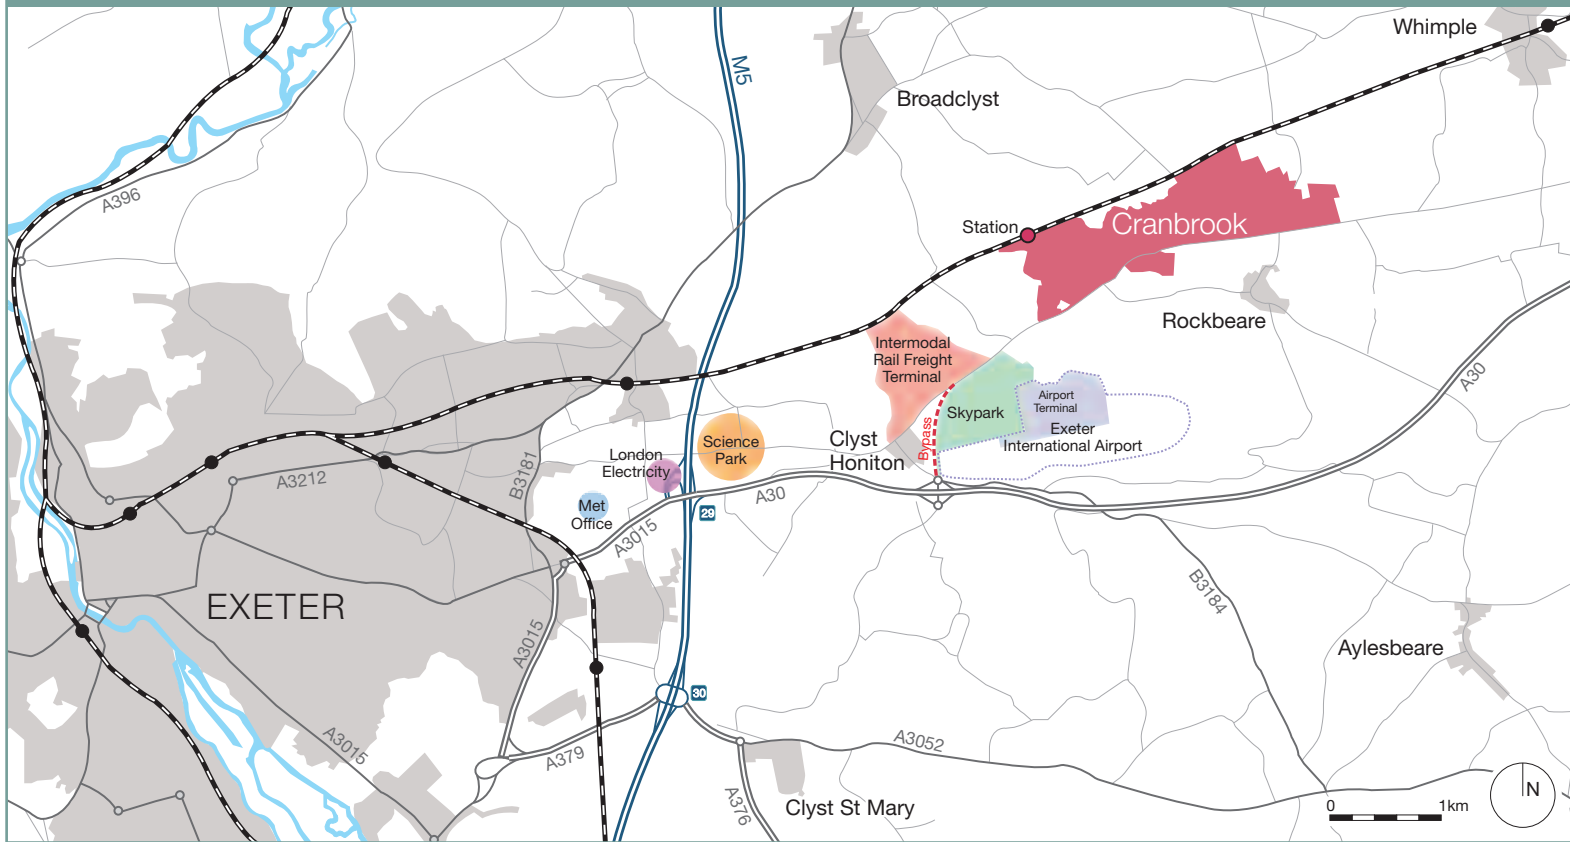 Whimple
M5
Broadclyst
A396
Station
Cranbrook
Rockbeare
Intermodal
Rail Freight
Terminal
A30
Airport
Terminal
Skypark
Exeter
International Airport
Bypass
Clyst
Honiton
Science
Park
London
Electricity
B3181
A3212
A30
Met
Office
29
A3015
B3184
EXETER
A3015
Aylesbeare
30
A3015
A379
A3052
A376
Clyst St Mary
0 1km
N